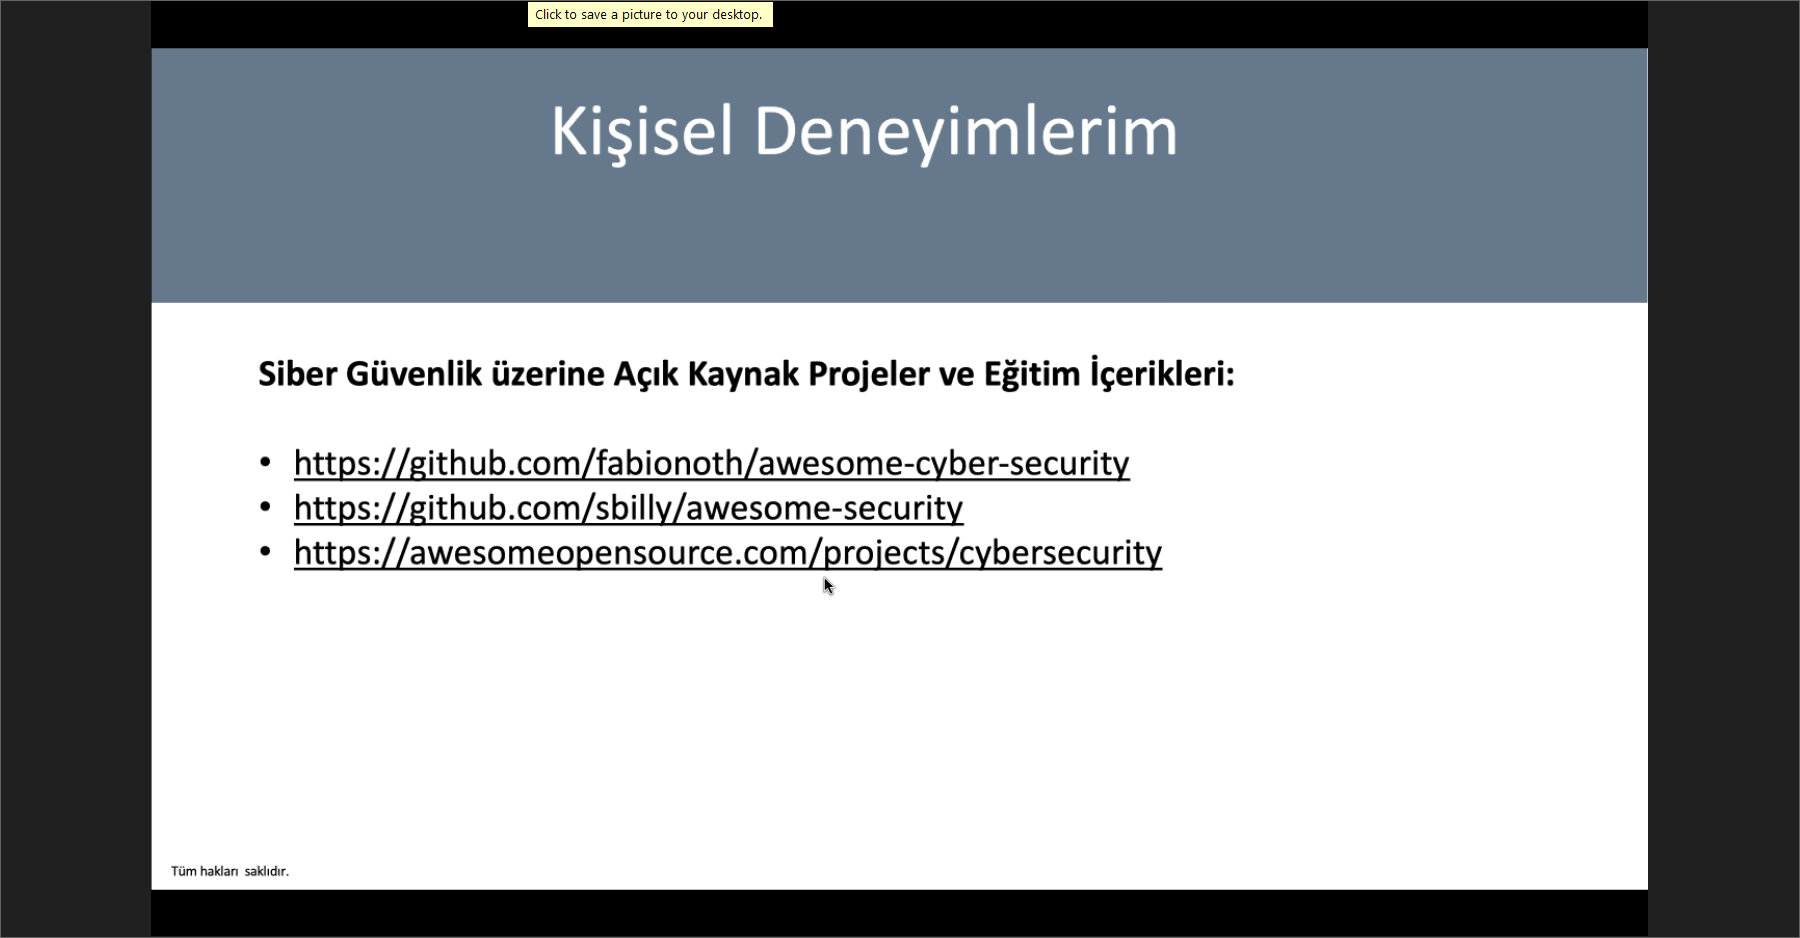 Click to save a picture to your desktop.
Kişisel Deneyimlerim
Siber Güvenlik üzerine Açık Kaynak Projeler ve Eğitim İçerikleri:
• https://github.com/fabionoth/awesome-cyber-security
• https://github.com/sbilly/awesome-security
• https://awesomeopensource.com/projects/cybersecurity
Tüm hakları saklıdır.